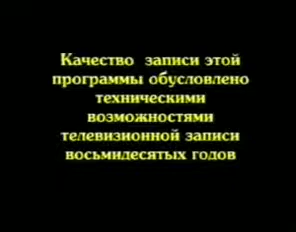 Качество записи этой
программы обусловлено
техническими
возможностями
телевизионной записи
восьмидесятых годов